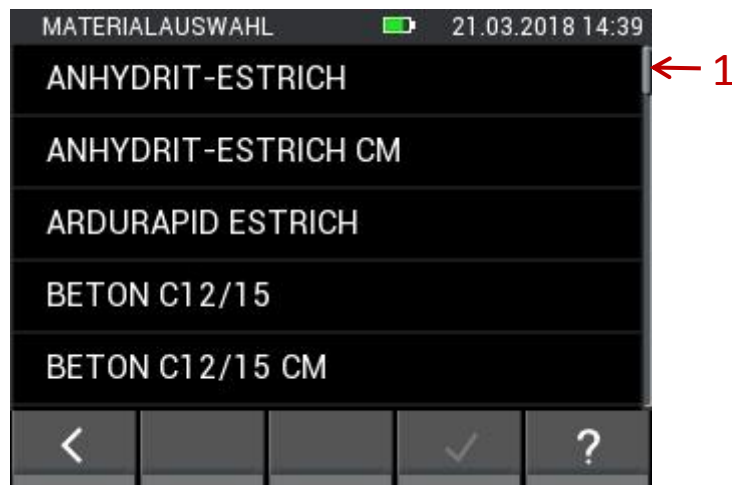 MATERIALAUSWAHL 21.03.2018 14:39
1
ANHYDRIT-ESTRICH
ANHYDRIT-ESTRICH CM
ARDURAPID ESTRICH
BETON C12/15
BETON C12/15 CM
?